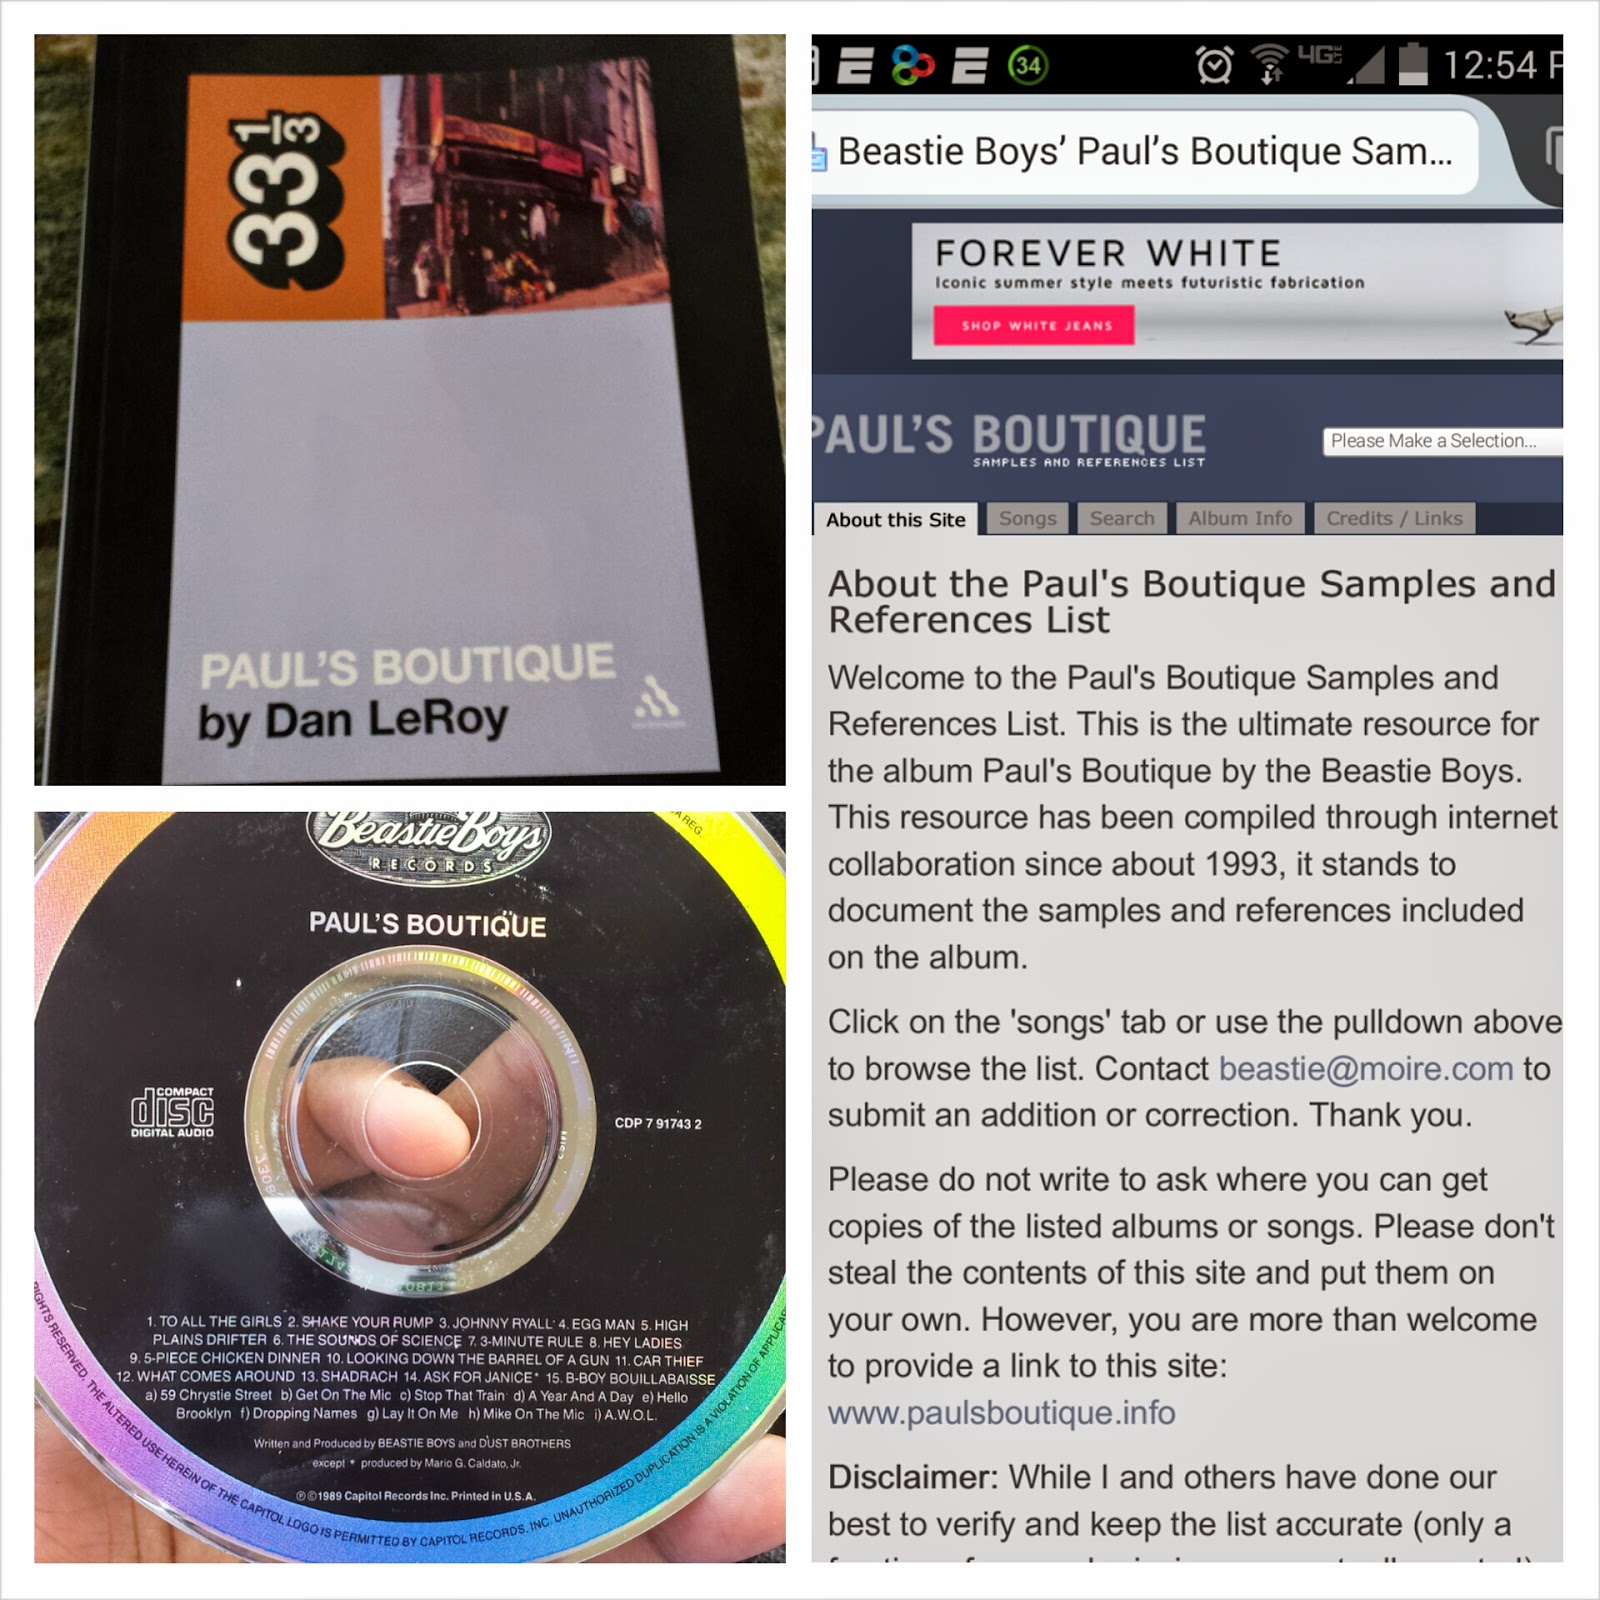 33 1/3
PAUL'S BOUTIQUE
by Dan LeRoy
Beastie Boys
RECORDS
PAUL'S BOUTIQUE
COMPACT
disc
DIGITAL AUDIO
CDP 7 91743 2
1. TO ALL THE GIRLS 2. SHAKE YOUR RUMP 3. JOHNNY RYALL 4. EGG MAN 5. HIGH
PLAINS DRIFTER 6. THE SOUNDS OF SCIENCE 7. 3-MINUTE RULE 8. HEY LADIES
9. 5-PIECE CHICKEN DINNER 10. LOOKING DOWN THE BARREL OF A GUN 11. CAR THIEF
12. WHAT COMES AROUND 13. SHADRACH 14. ASK FOR JANICE* 15. B-BOY BOUILLABAISSE
a) 59 Chrystie Street b) Get On The Mic c) Stop That Train d) A Year And A Day e) Hello
Brooklyn f) Dropping Names g) Lay It On Me h) Mike On The Mic i) A.W.O.L.
Written and Produced by BEASTIE BOYS and DUST BROTHERS
except * produced by Mario G. Caldato, Jr.
℗©1989 Capitol Records Inc. Printed in U.S.A.
RIGHTS RESERVED. THE ALTERED USE HEREIN OF THE CAPITOL LOGO IS PERMITTED BY CAPITOL RECORDS, INC. UNAUTHORIZED DUPLICATION IS A VIOLATION OF APPLICAB
A REG.
34 4G LTE 12:54 P
Beastie Boys' Paul's Boutique Sam...
FOREVER WHITE
Iconic summer style meets futuristic fabrication
SHOP WHITE JEANS
PAUL'S BOUTIQUE
SAMPLES AND REFERENCES LIST
Please Make a Selection...
About this Site Songs Search Album Info Credits / Links
About the Paul's Boutique Samples and
References List
Welcome to the Paul's Boutique Samples and
References List. This is the ultimate resource for
the album Paul's Boutique by the Beastie Boys.
This resource has been compiled through internet
collaboration since about 1993, it stands to
document the samples and references included
on the album.
Click on the 'songs' tab or use the pulldown above
to browse the list. Contact beastie@moire.com to
submit an addition or correction. Thank you.
Please do not write to ask where you can get
copies of the listed albums or songs. Please don't
steal the contents of this site and put them on
your own. However, you are more than welcome
to provide a link to this site:
www.paulsboutique.info
Disclaimer: While I and others have done our
best to verify and keep the list accurate (only a